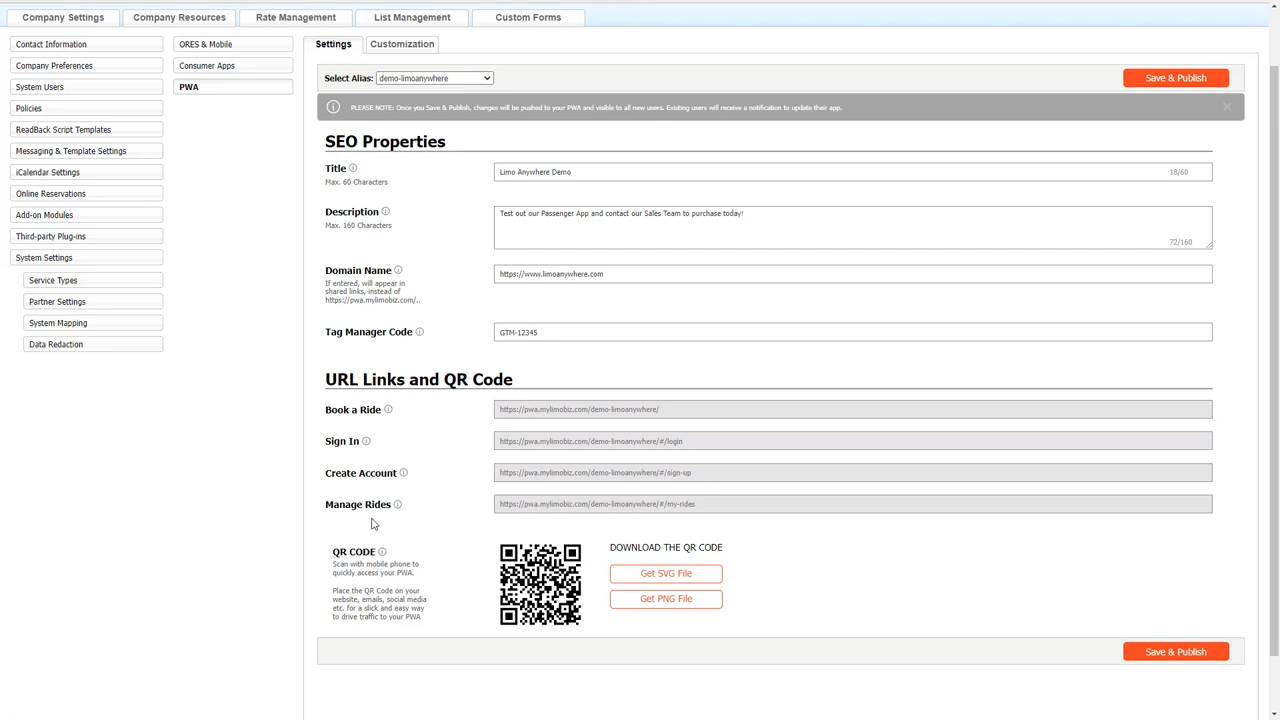 Company Settings
Company Resources
Rate Management
List Management
Custom Forms
Contact Information
Company Preferences
System Users
Policies
ReadBack Script Templates
Messaging & Template Settings
iCalendar Settings
Online Reservations
Add-on Modules
Third-party Plug-ins
System Settings
Service Types
Partner Settings
System Mapping
Data Redaction
ORES & Mobile
Consumer Apps
PWA
Settings
Customization
Select Alias: demo-limoanywhere
Save & Publish
PLEASE NOTE: Once you Save & Publish, changes will be pushed to your PWA and visible to all new users. Existing users will receive a notification to update their app.
SEO Properties
Title
Max. 60 Characters
Limo Anywhere Demo
18/60
Description
Max. 160 Characters
Test out our Passenger App and contact our Sales Team to purchase today!
72/160
Domain Name
If entered, will appear in
shared links, instead of
https://pwa.mylimobiz.com/..
https://www.limoanywhere.com
Tag Manager Code
GTM-12345
URL Links and QR Code
Book a Ride
https://pwa.mylimobiz.com/demo-limoanywhere/
Sign In
https://pwa.mylimobiz.com/demo-limoanywhere/#/login
Create Account
https://pwa.mylimobiz.com/demo-limoanywhere/#/sign-up
Manage Rides
https://pwa.mylimobiz.com/demo-limoanywhere/#/my-rides
QR CODE
Scan with mobile phone to
quickly access your PWA.
Place the QR Code on your
website, emails, social media
etc. for a slick and easy way
to drive traffic to your PWA
DOWNLOAD THE QR CODE
Get SVG File
Get PNG File
Save & Publish